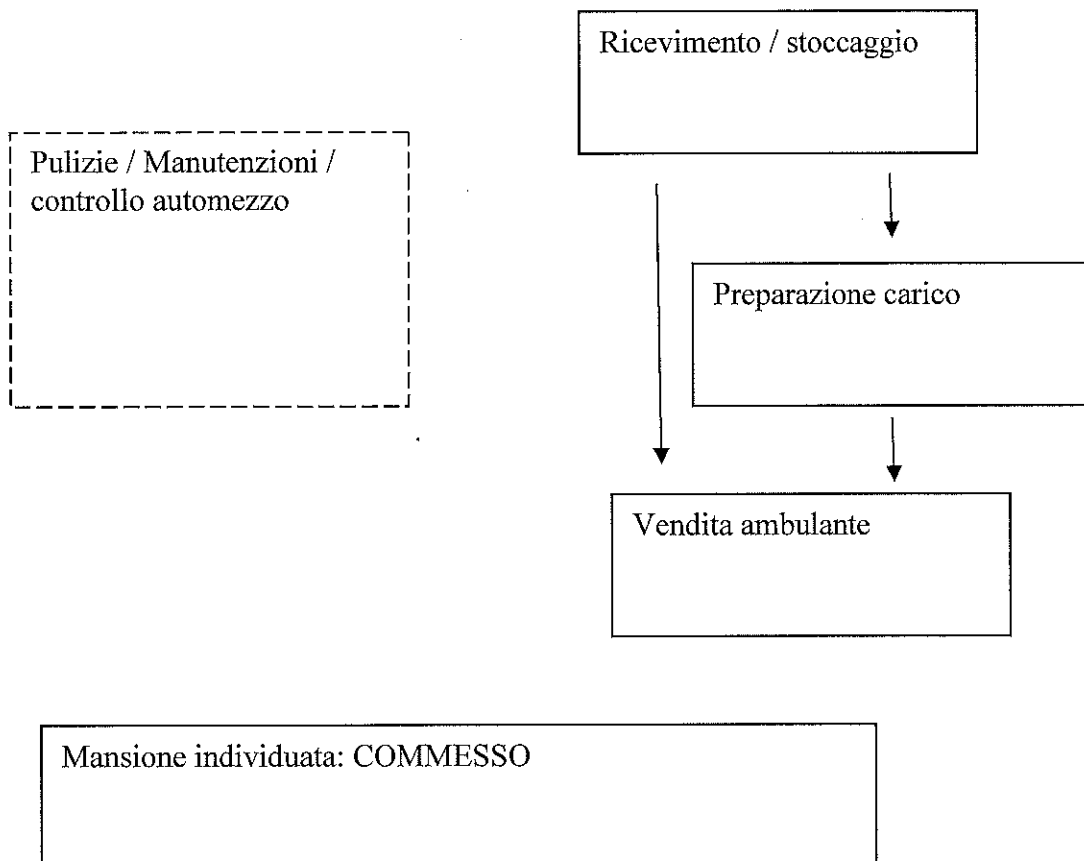 Ricevimento / stoccaggio
Pulizie / Manutenzioni /
controllo automezzo
Preparazione carico
Vendita ambulante
Mansione individuata: COMMESSO